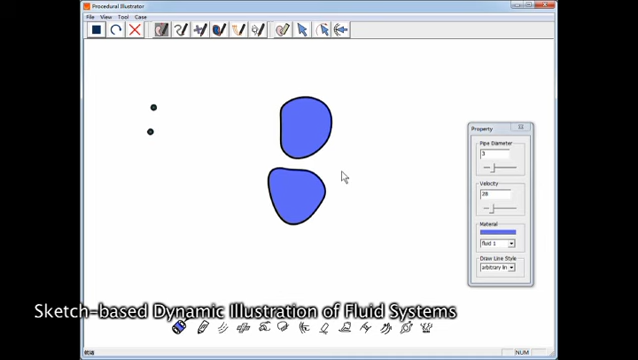 Procedural Illustrator
File View Tool Case
Property
Pipe Diameter
3
Velocity
28
Material
fluid 1
Draw Line Style
arbitrary lin
Sketch-based Dynamic Illustration of Fluid Systems
NUM